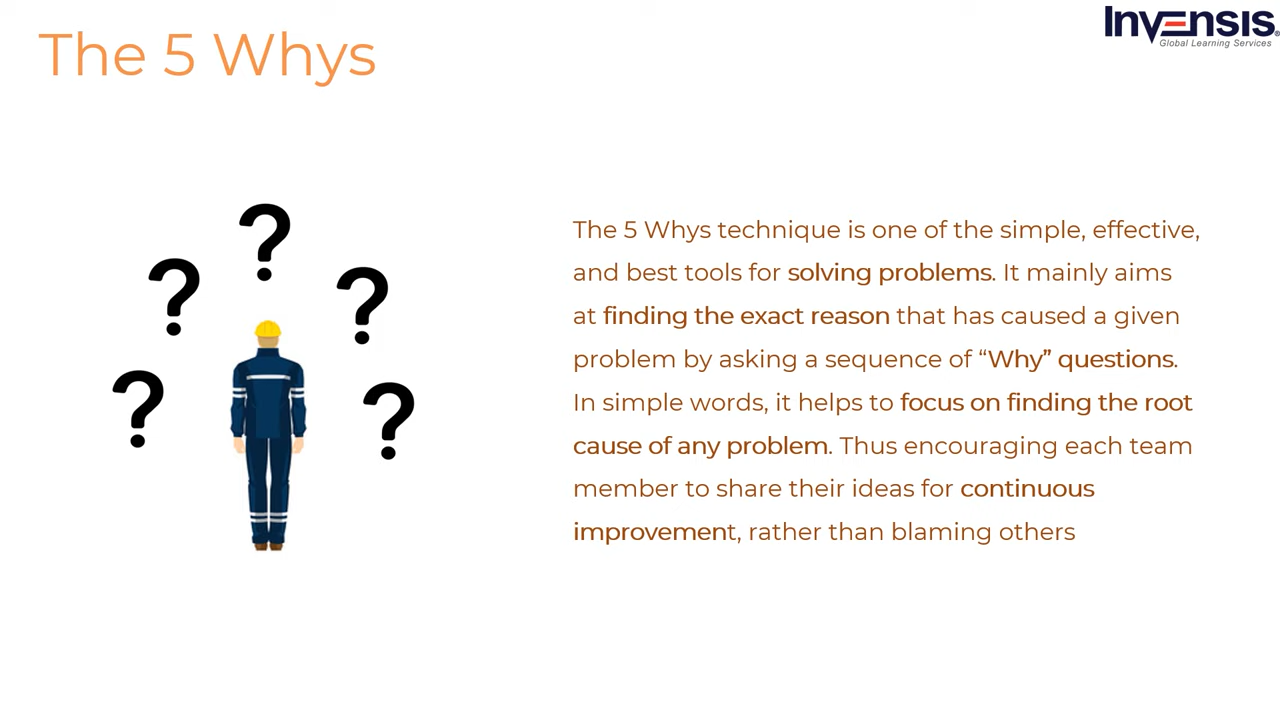 The 5 Whys
Invensis®
Global Learning Services
?
?
?
?
?
The 5 Whys technique is one of the simple, effective,
and best tools for solving problems. It mainly aims
at finding the exact reason that has caused a given
problem by asking a sequence of “Why” questions.
In simple words, it helps to focus on finding the root
cause of any problem. Thus encouraging each team
member to share their ideas for continuous
improvement, rather than blaming others